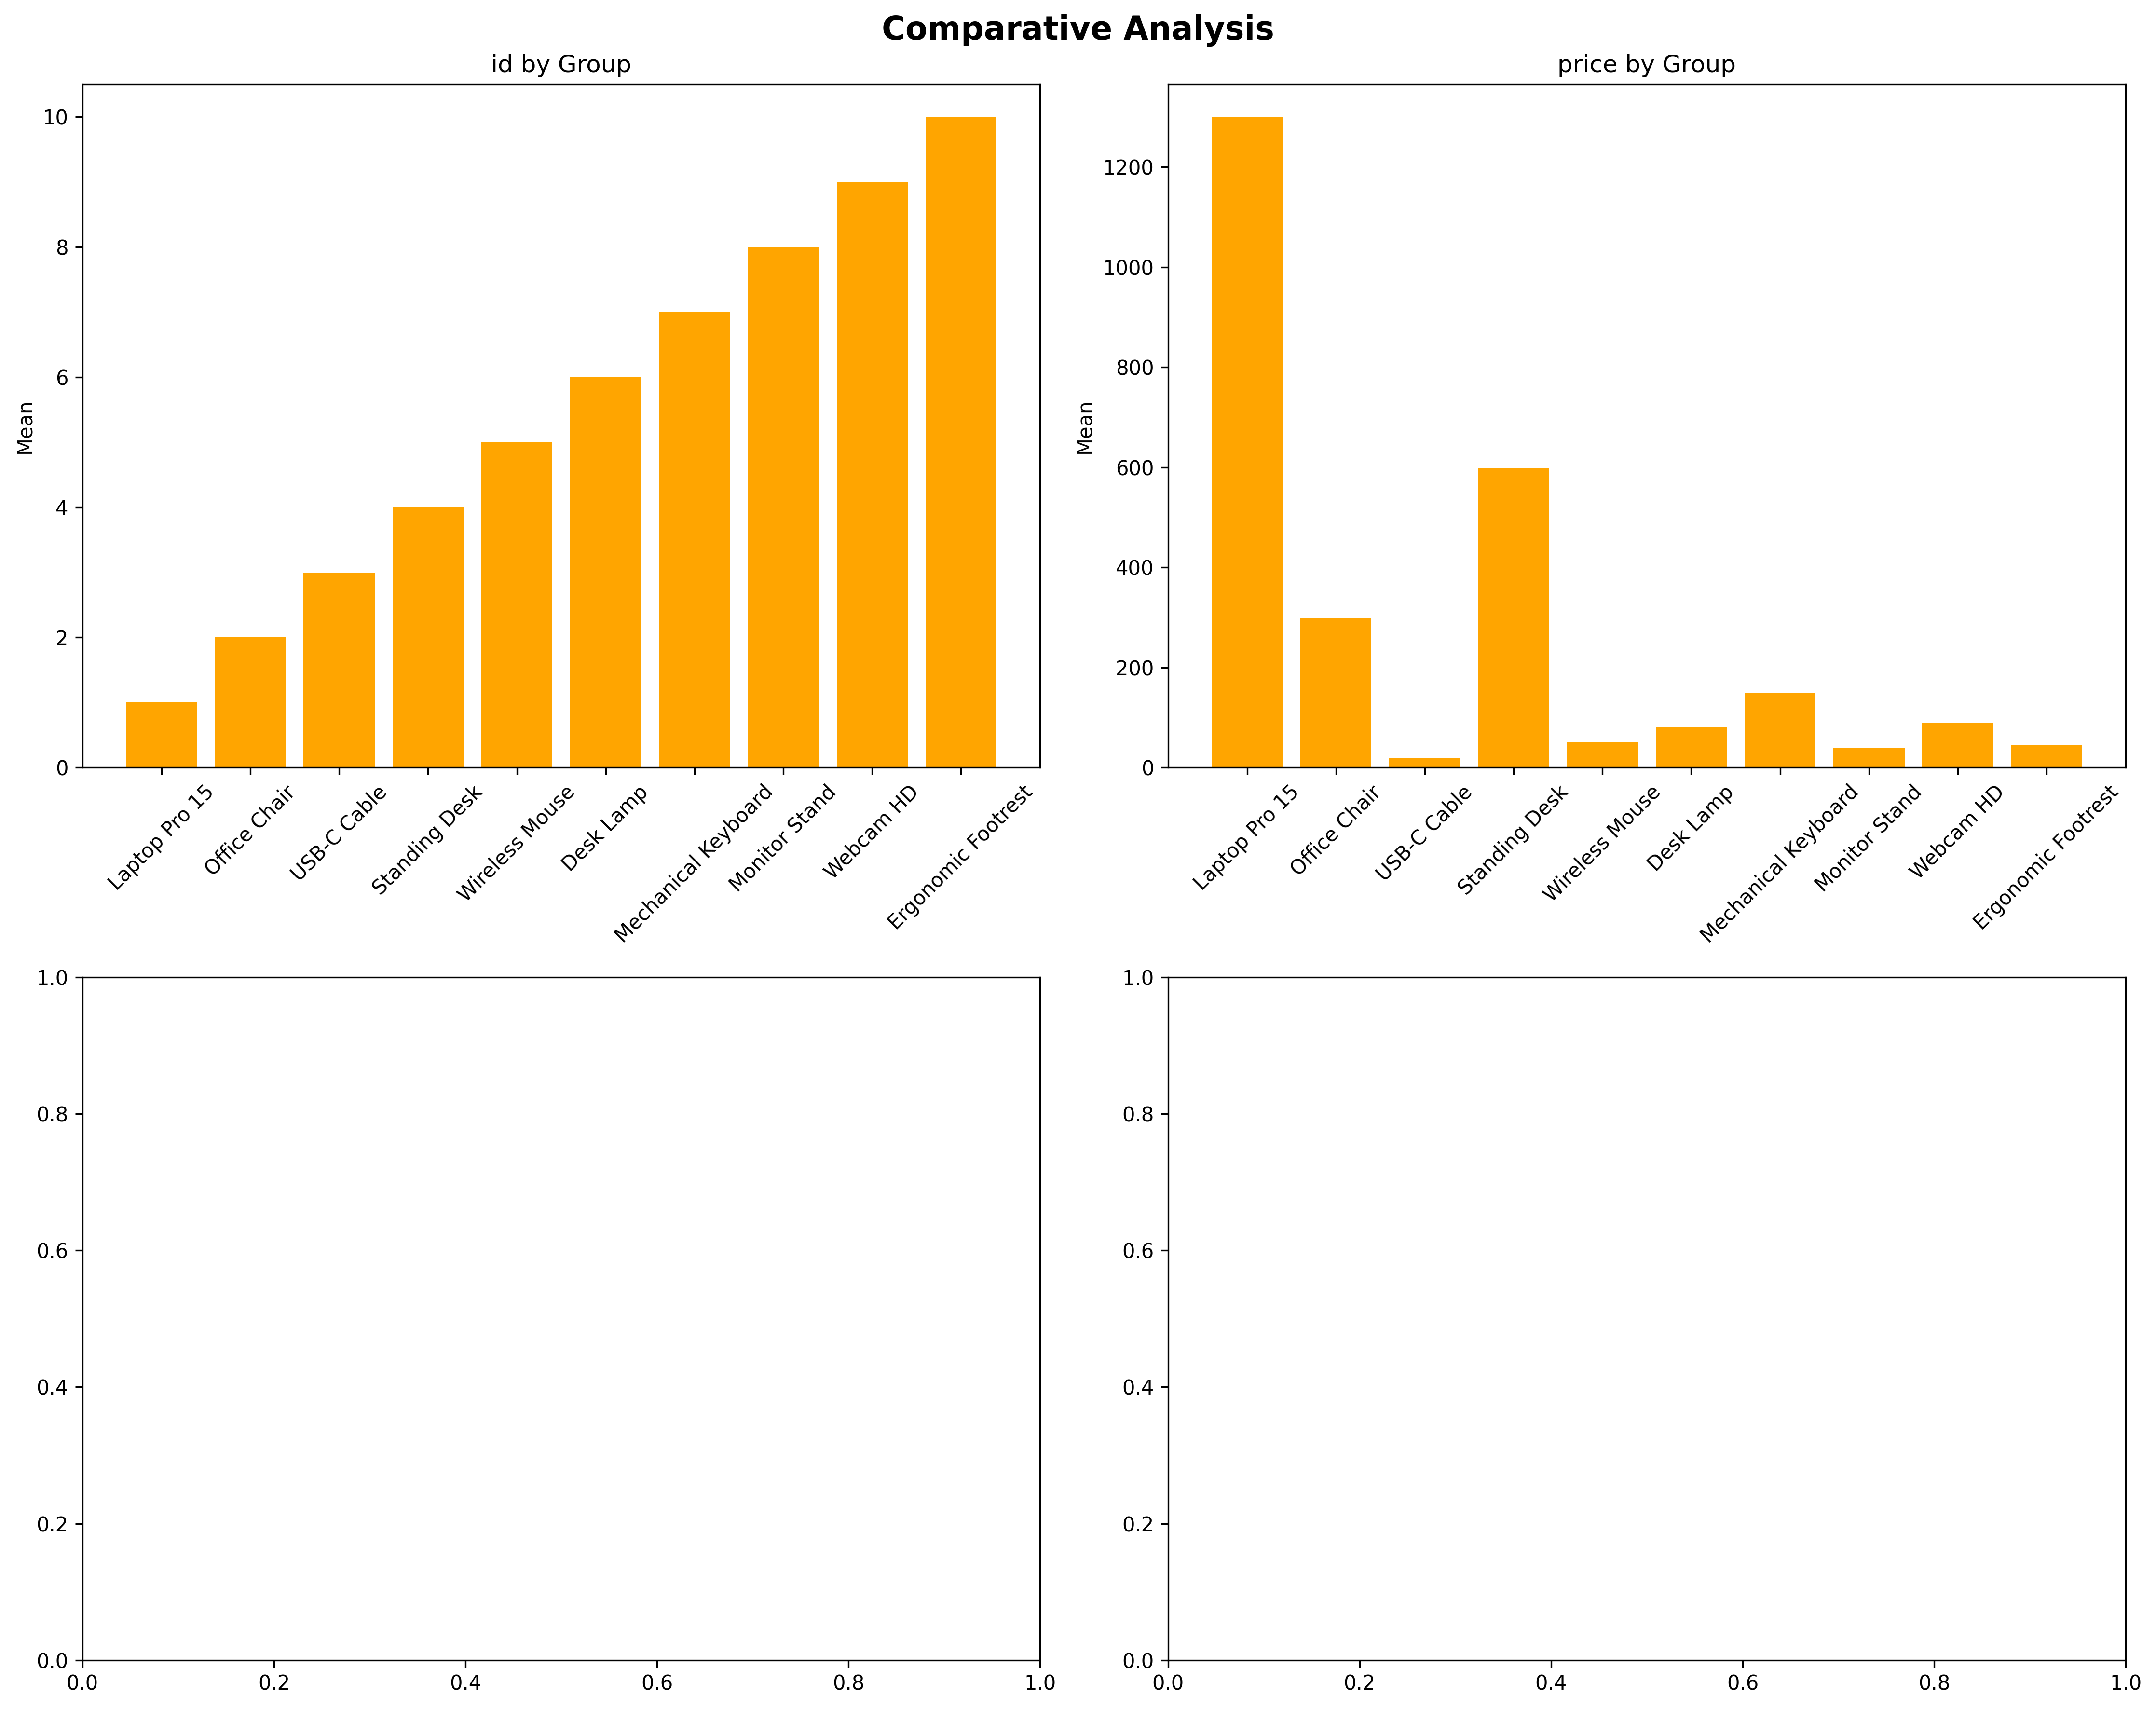 Comparative Analysis
id by Group
Mean
10
8
6
4
2
0
Laptop Pro 15
Office Chair
USB-C Cable
Standing Desk
Wireless Mouse
Desk Lamp
Mechanical Keyboard
Monitor Stand
Webcam HD
Ergonomic Footrest
price by Group
Mean
1200
1000
800
600
400
200
0
Laptop Pro 15
Office Chair
USB-C Cable
Standing Desk
Wireless Mouse
Desk Lamp
Mechanical Keyboard
Monitor Stand
Webcam HD
Ergonomic Footrest
1.0
0.8
0.6
0.4
0.2
0.0
0.0 0.2 0.4 0.6 0.8 1.0
1.0
0.8
0.6
0.4
0.2
0.0
0.0 0.2 0.4 0.6 0.8 1.0